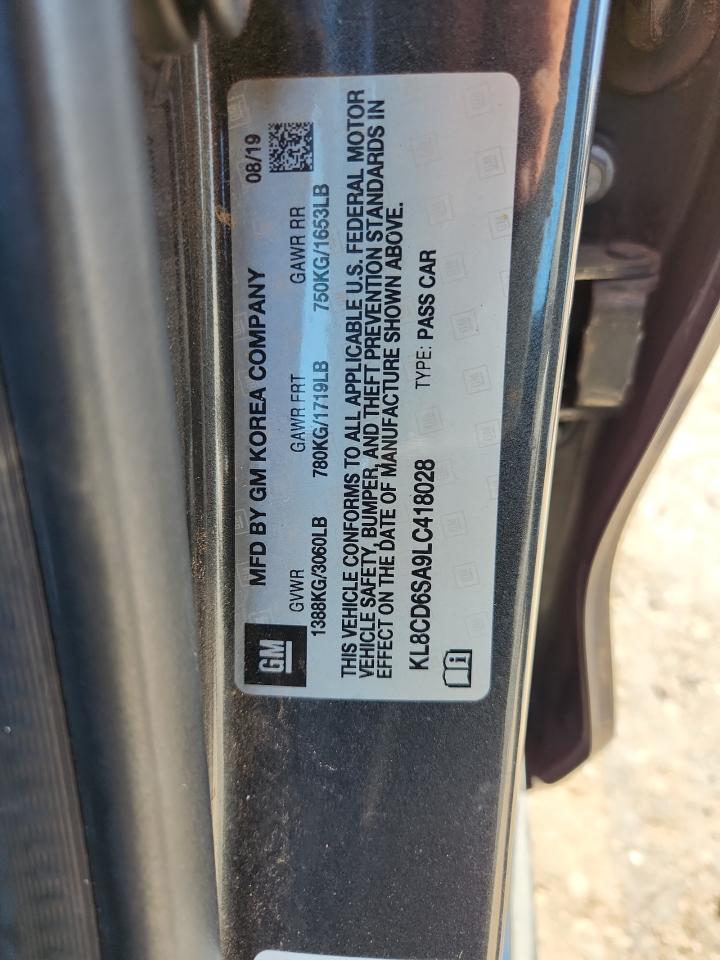 MFD BY GM KOREA COMPANY 08/19
GM
GVWR GAWR FRT GAWR RR
1388KG/3060LB 780KG/1719LB 750KG/1653LB
THIS VEHICLE CONFORMS TO ALL APPLICABLE U.S. FEDERAL MOTOR
VEHICLE SAFETY, BUMPER, AND THEFT PREVENTION STANDARDS IN
EFFECT ON THE DATE OF MANUFACTURE SHOWN ABOVE.
KL8CD6SA9LC418028 TYPE: PASS CAR